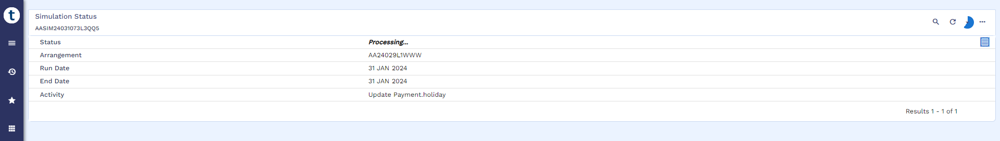 t
Simulation Status
AASIM24031073L3QQ5
Status Processing...
Arrangement AA24029L1WWW
Run Date 31 JAN 2024
End Date 31 JAN 2024
Activity Update Payment.holiday
Results 1 - 1 of 1